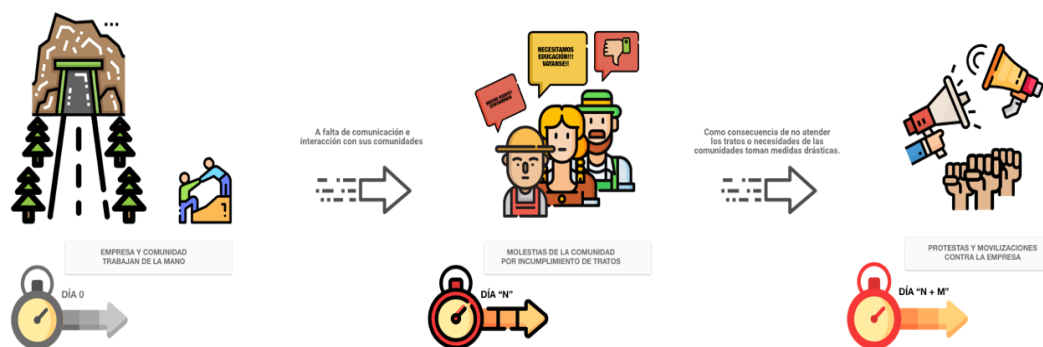 ...
NECESITAMOS
EDUCACIÓN!!!
VAYANSE!!
A falta de comunicación e
interacción con sus comunidades
Como consecuencia de no atender
los tratos o necesidades de las
comunidades toman medidas drásticas.
EMPRESA Y COMUNIDAD
TRABAJAN DE LA MANO
MOLESTIAS DE LA COMUNIDAD
POR INCUMPLIMIENTO DE TRATOS
PROTESTAS Y MOVILIZACIONES
CONTRA LA EMPRESA
DÍA 0
DÍA “N”
DÍA “N + M”